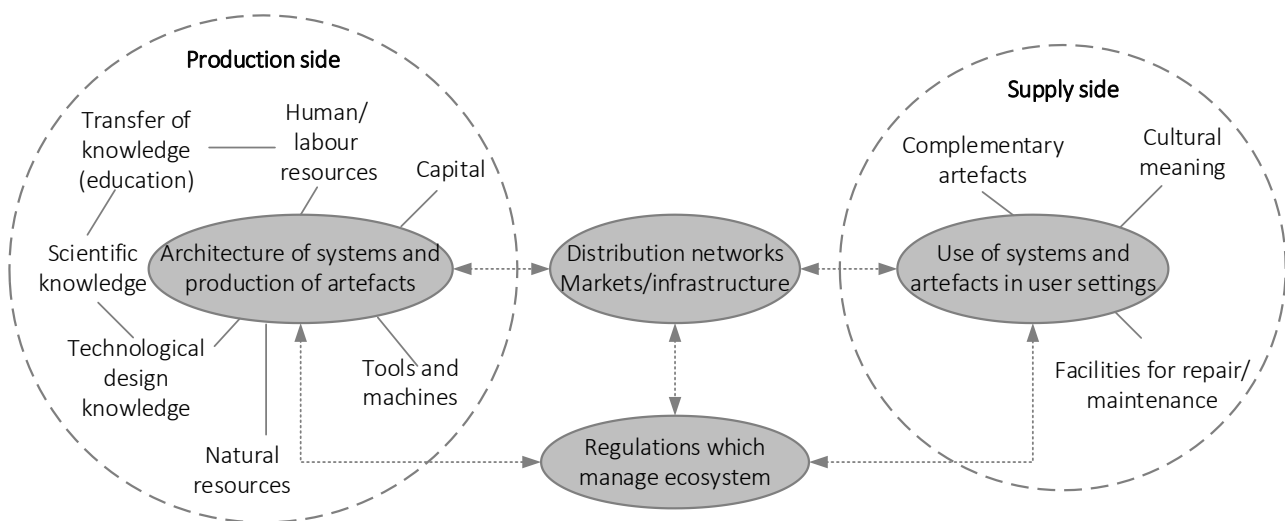 Production side
Transfer of
knowledge
(education)
Human/
labour
resources
Capital
Scientific
knowledge
Architecture of systems and
production of artefacts
Technological
design
knowledge
Natural
resources
Tools and
machines
Distribution networks
Markets/infrastructure
Regulations which
manage ecosystem
Supply side
Complementary
artefacts
Cultural
meaning
Use of systems and
artefacts in user settings
Facilities for repair/
maintenance